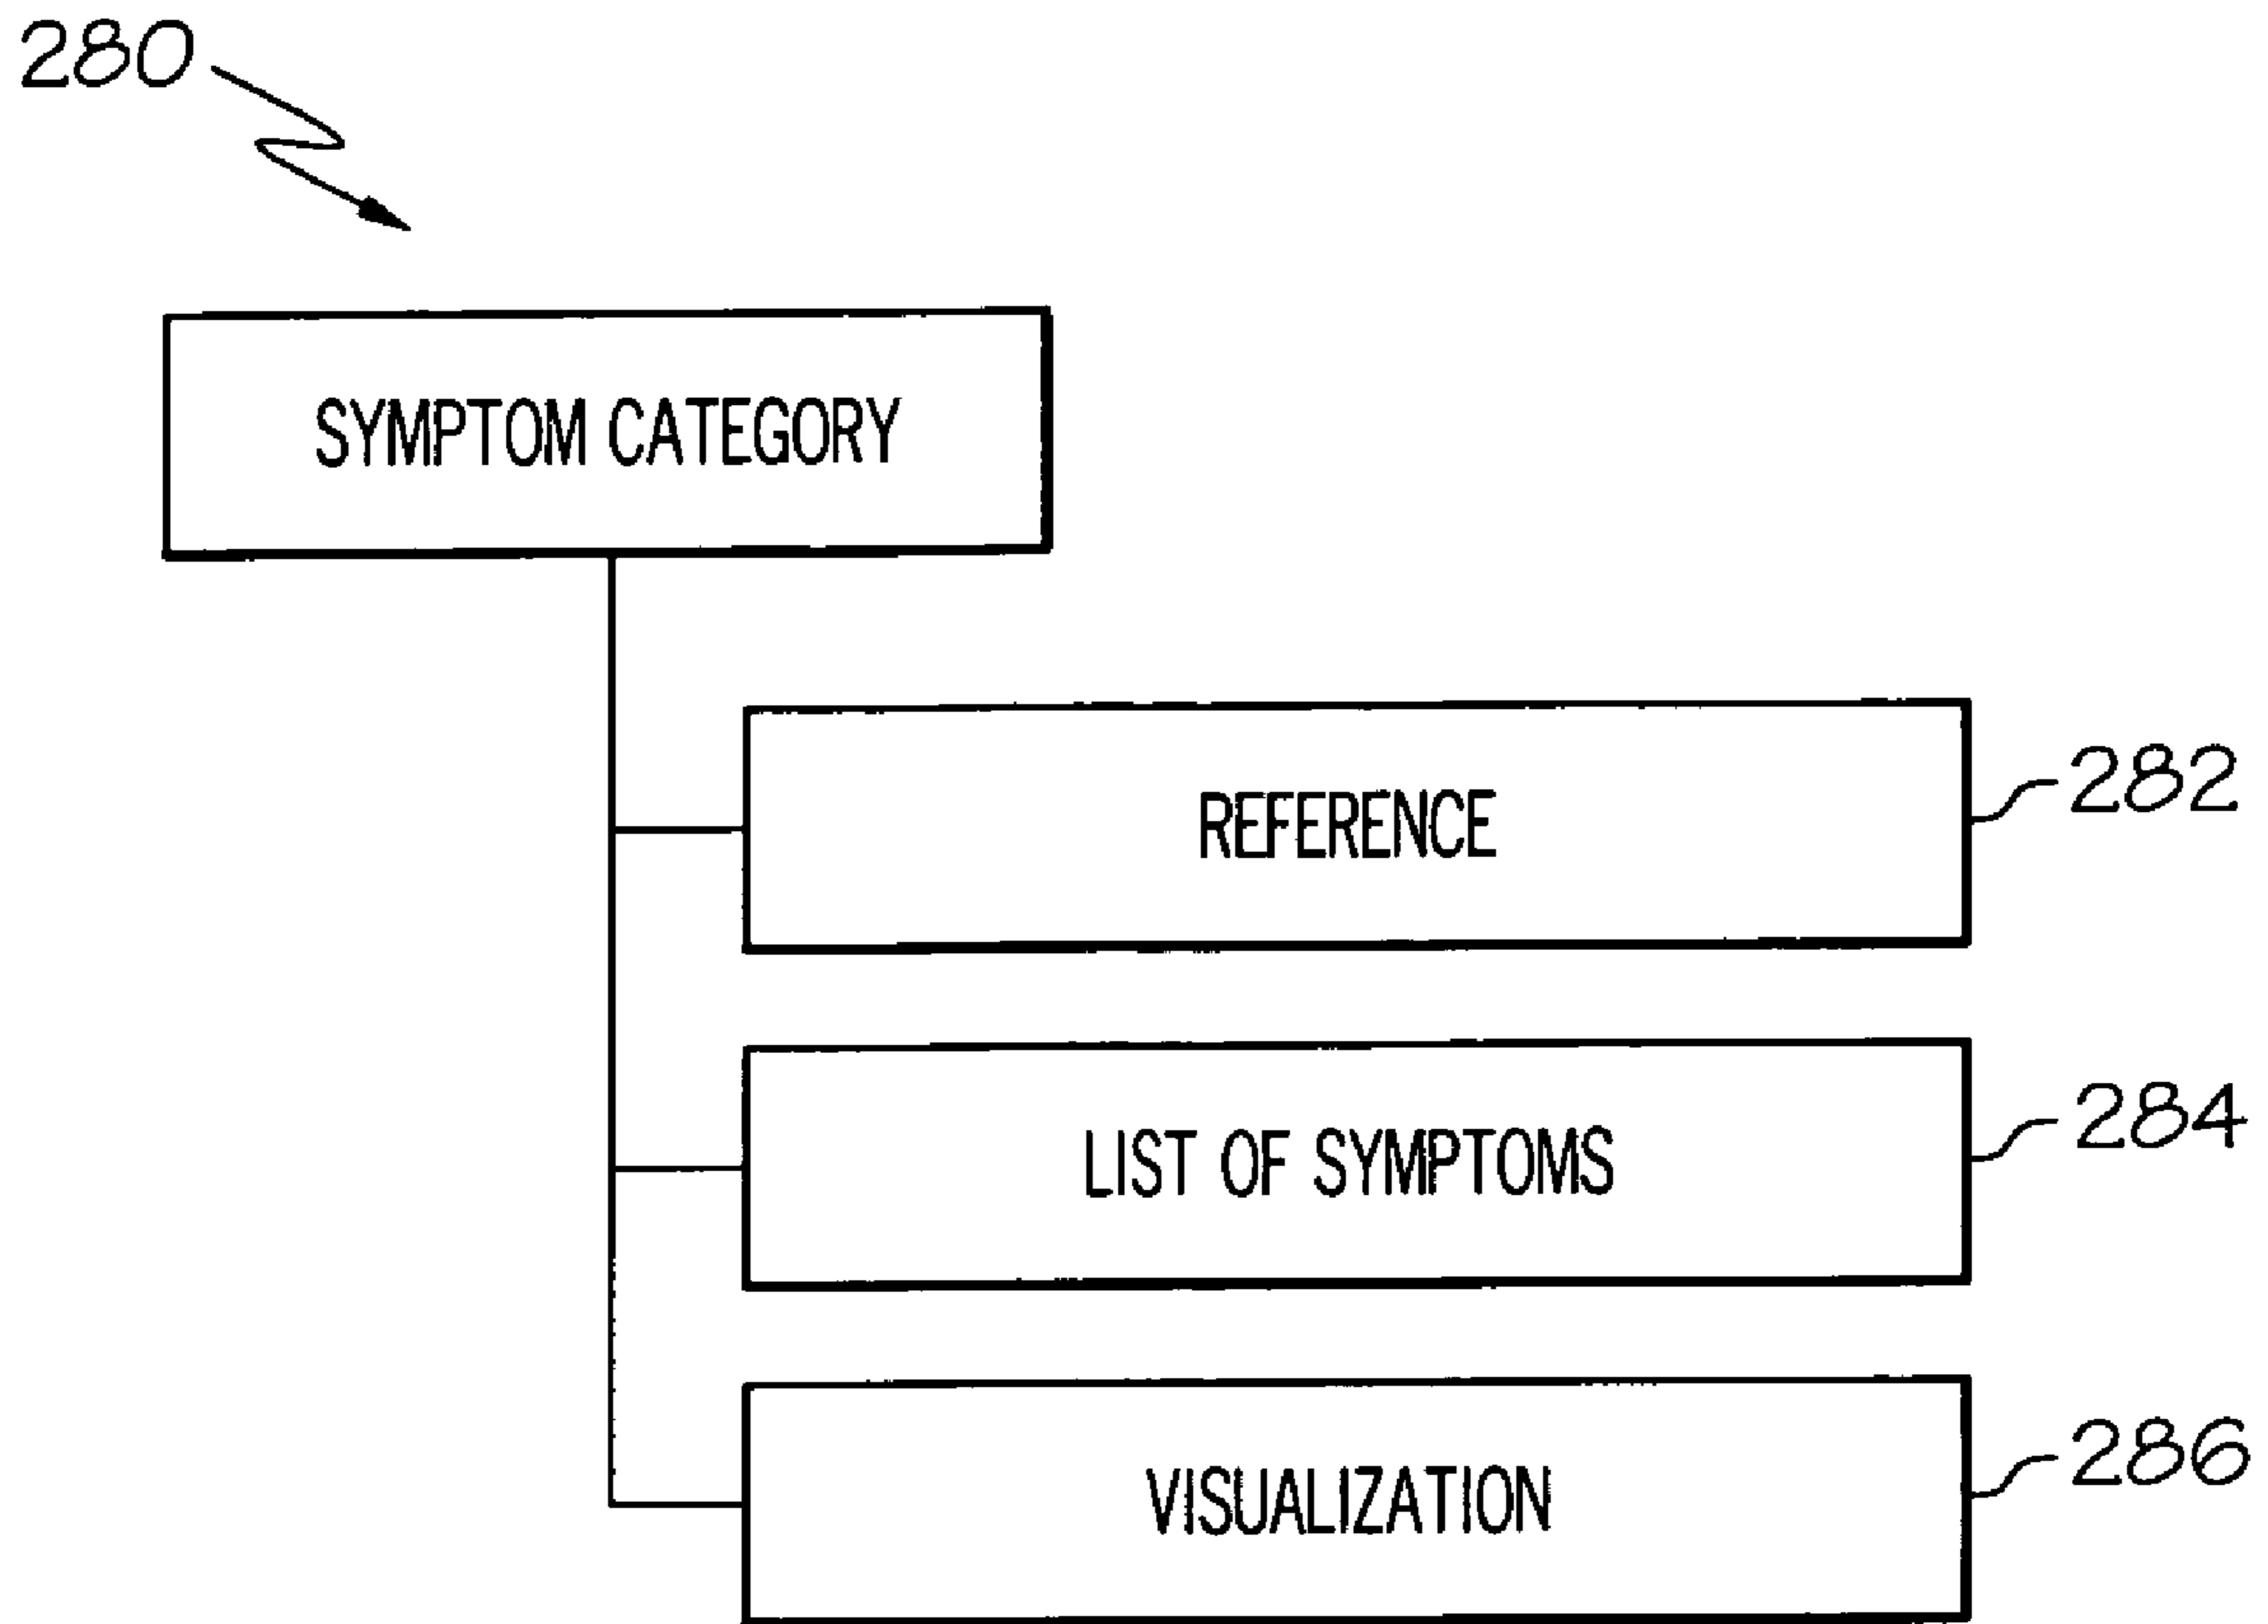 280
SYMPTOM CATEGORY
REFERENCE
282
LIST OF SYMPTOMS
284
VISUALIZATION
286